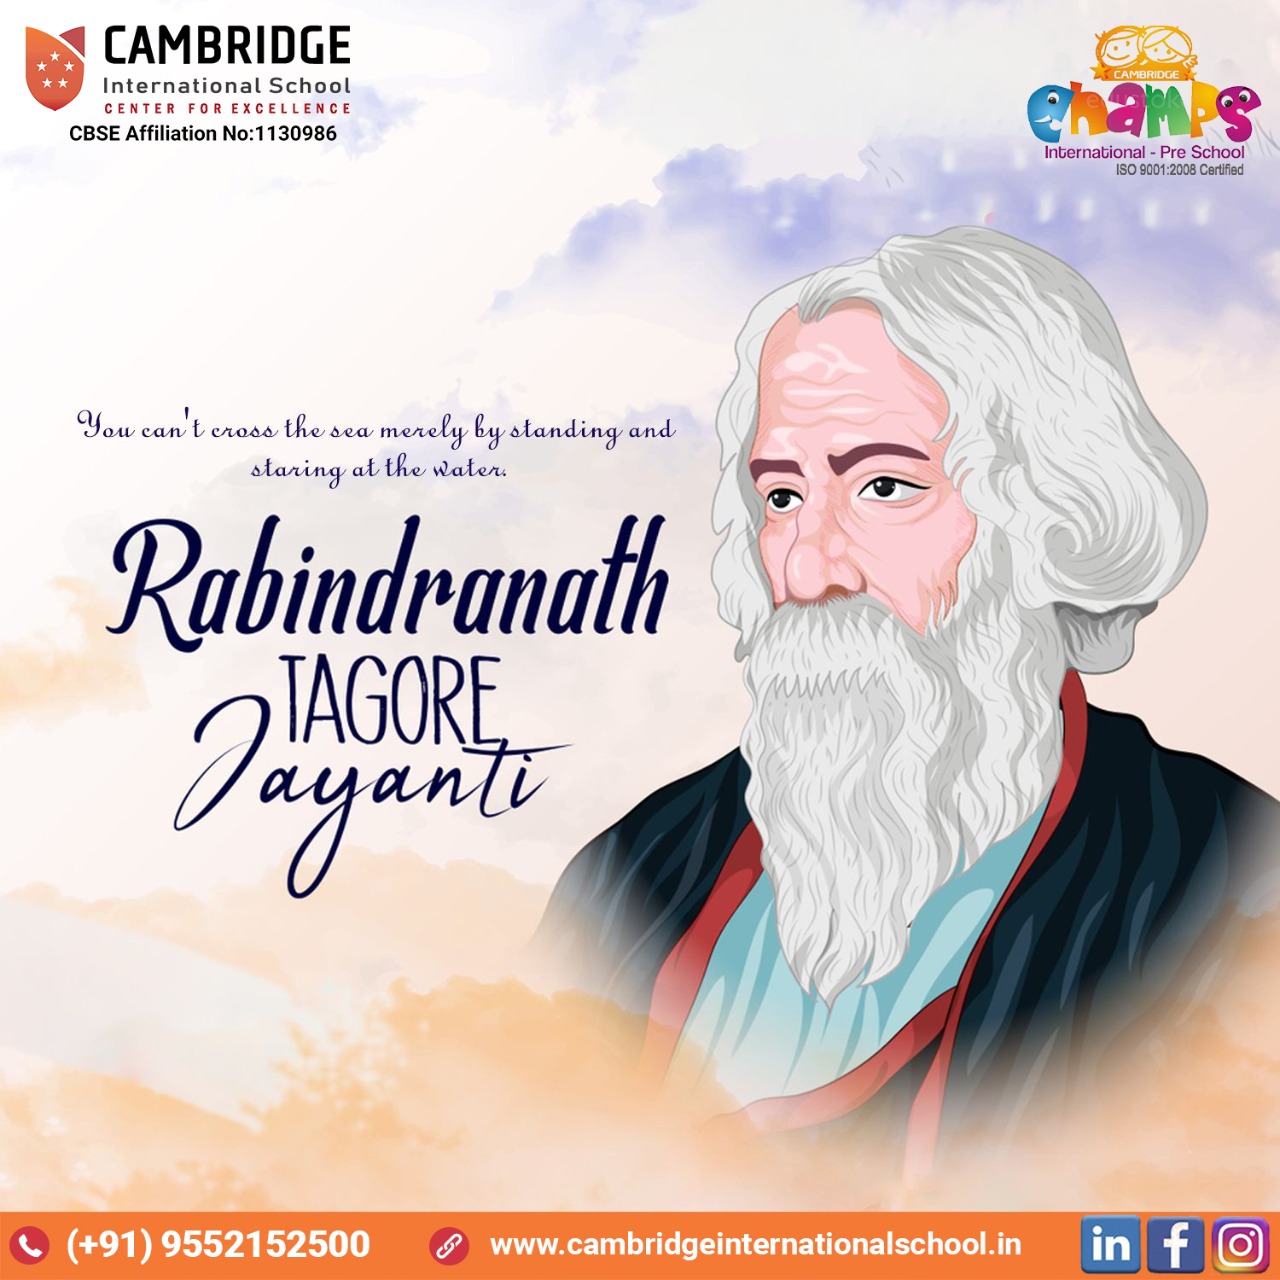 CAMBRIDGE
International School
CENTER FOR EXCELLENCE
CBSE Affiliation No:1130986
CAMBRIDGE
Champs
International - Pre School
ISO 9001:2008 Certified
You can't cross the sea merely by standing and
staring at the water.
Rabindranath
TAGORE
Jayanti
(+91) 9552152500
www.cambridgeinternationalschool.in
in
f